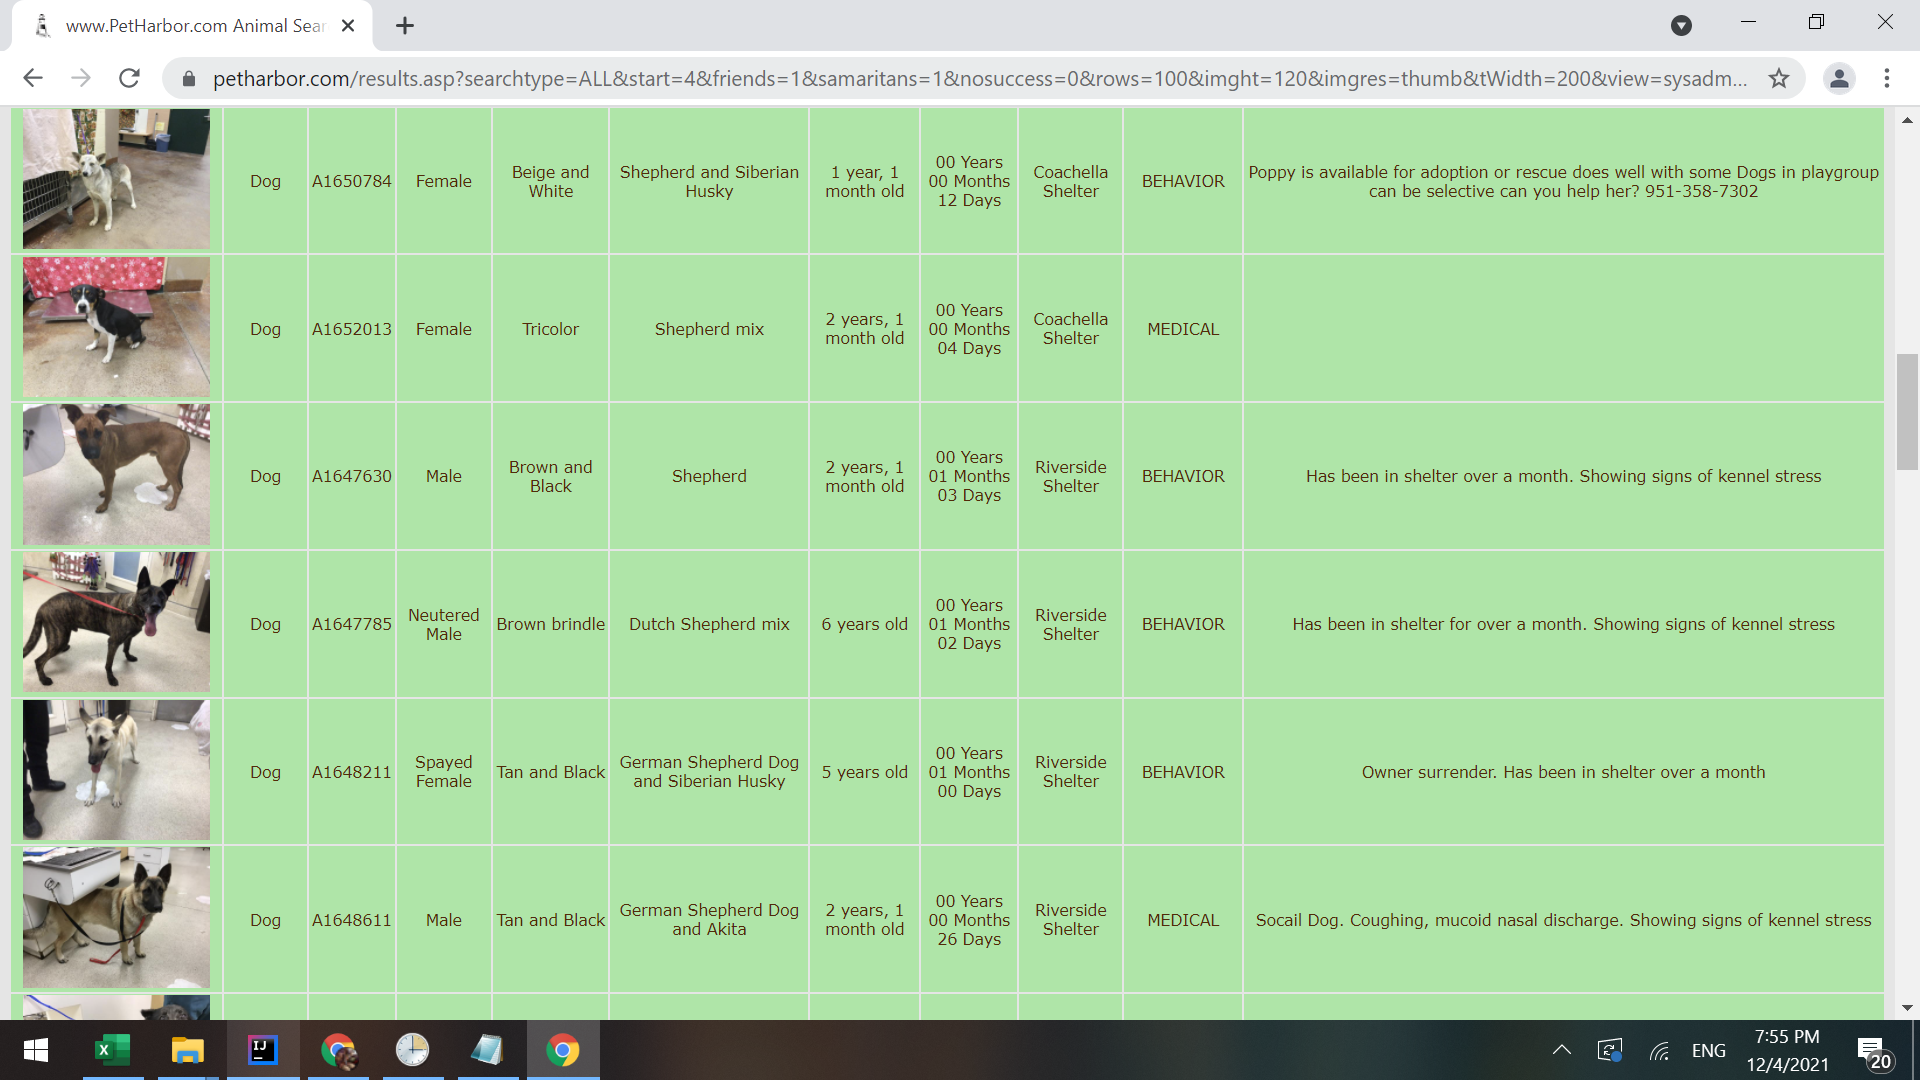 www.PetHarbor.com Animal Sear
petharbor.com/results.asp?searchtype=ALL&start=4&friends=1&samaritans=1&nosuccess=0&rows=100&imght=120&imgres=thumb&tWidth=200&view=sysadm...
Dog
A1650784
Female
Beige and
White
Shepherd and Siberian
Husky
1 year, 1
month old
00 Years
00 Months
12 Days
Coachella
Shelter
BEHAVIOR
Poppy is available for adoption or rescue does well with some Dogs in playgroup
can be selective can you help her? 951-358-7302
Dog
A1652013
Female
Tricolor
Shepherd mix
2 years, 1
month old
00 Years
00 Months
04 Days
Coachella
Shelter
MEDICAL
Dog
A1647630
Male
Brown and
Black
Shepherd
2 years, 1
month old
00 Years
01 Months
03 Days
Riverside
Shelter
BEHAVIOR
Has been in shelter over a month. Showing signs of kennel stress
Dog
A1647785
Neutered
Male
Brown brindle
Dutch Shepherd mix
6 years old
00 Years
01 Months
02 Days
Riverside
Shelter
BEHAVIOR
Has been in shelter for over a month. Showing signs of kennel stress
Dog
A1648211
Spayed
Female
Tan and Black
German Shepherd Dog
and Siberian Husky
5 years old
00 Years
01 Months
00 Days
Riverside
Shelter
BEHAVIOR
Owner surrender. Has been in shelter over a month
Dog
A1648611
Male
Tan and Black
German Shepherd Dog
and Akita
2 years, 1
month old
00 Years
00 Months
26 Days
Riverside
Shelter
MEDICAL
Socail Dog. Coughing, mucoid nasal discharge. Showing signs of kennel stress
IJ
ENG
7:55 PM
12/4/2021
20